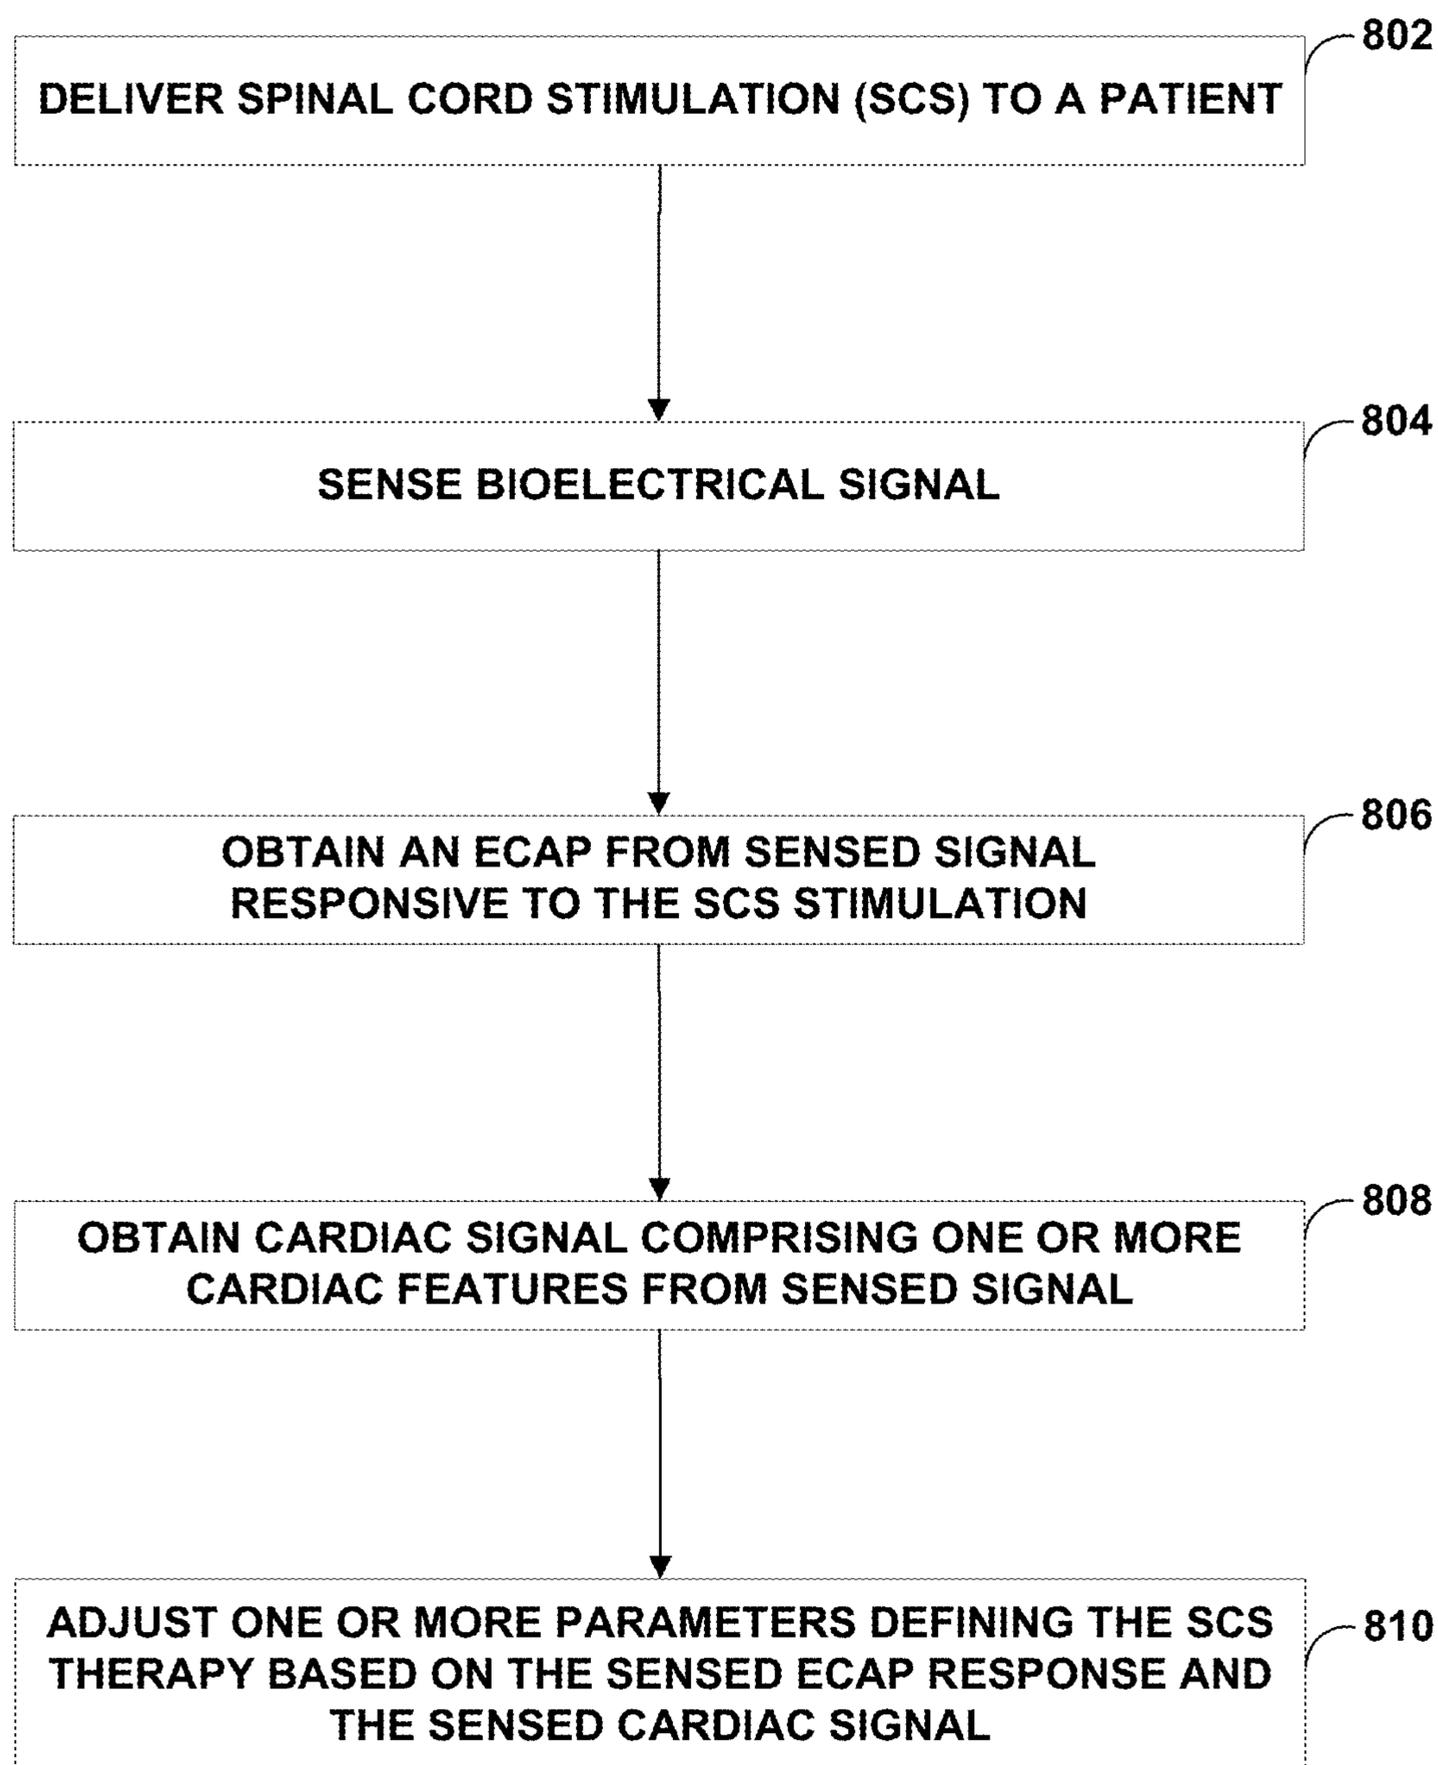 802
DELIVER SPINAL CORD STIMULATION (SCS) TO A PATIENT
804
SENSE BIOELECTRICAL SIGNAL
806
OBTAIN AN ECAP FROM SENSED SIGNAL
RESPONSIVE TO THE SCS STIMULATION
808
OBTAIN CARDIAC SIGNAL COMPRISING ONE OR MORE
CARDIAC FEATURES FROM SENSED SIGNAL
810
ADJUST ONE OR MORE PARAMETERS DEFINING THE SCS
THERAPY BASED ON THE SENSED ECAP RESPONSE AND
THE SENSED CARDIAC SIGNAL